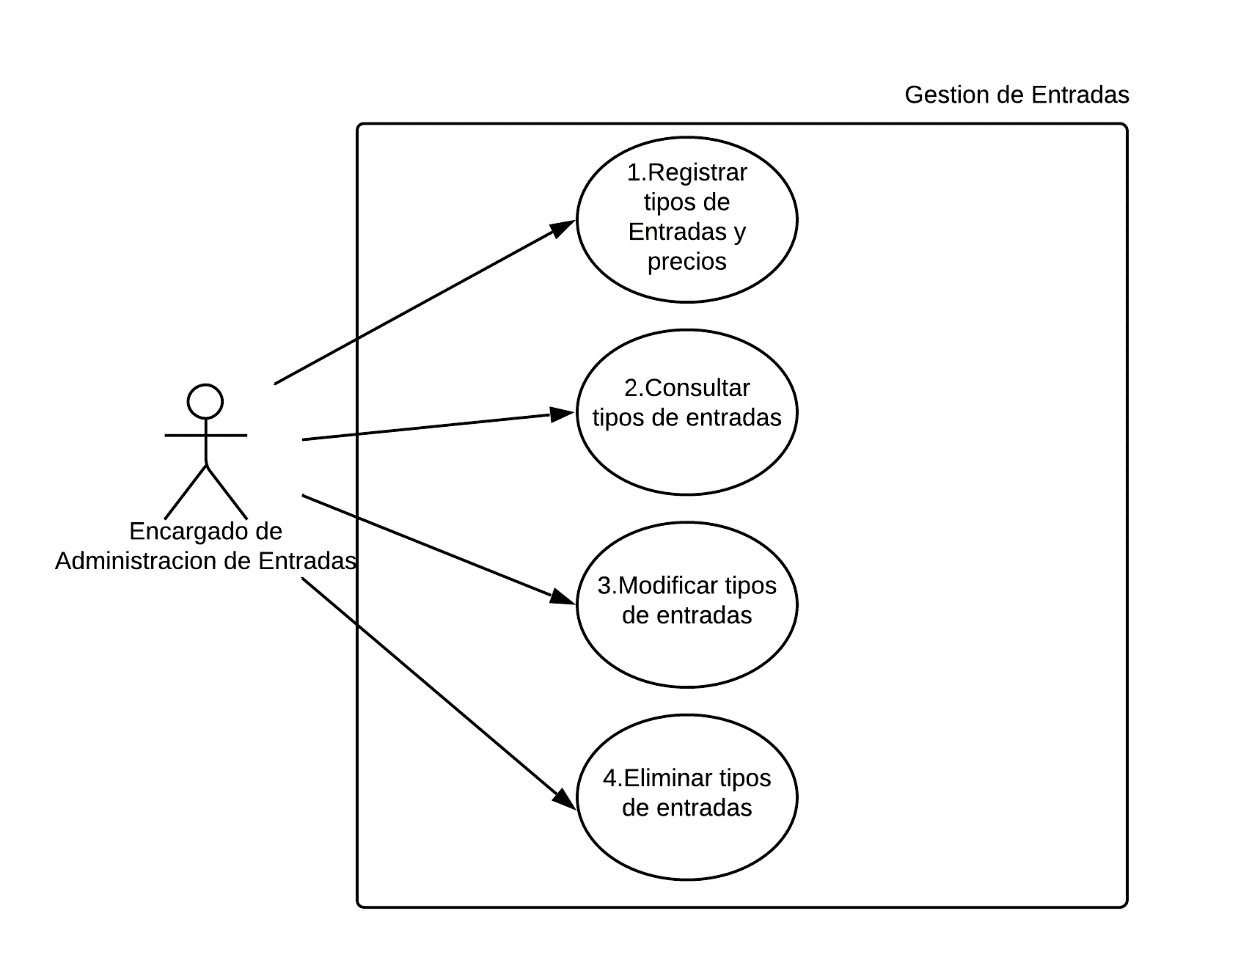 Gestion de Entradas
1.Registrar
tipos de
Entradas y
precios
2.Consultar
tipos de entradas
Encargado de
Administracion de Entradas
3.Modificar tipos
de entradas
4.Eliminar tipos
de entradas